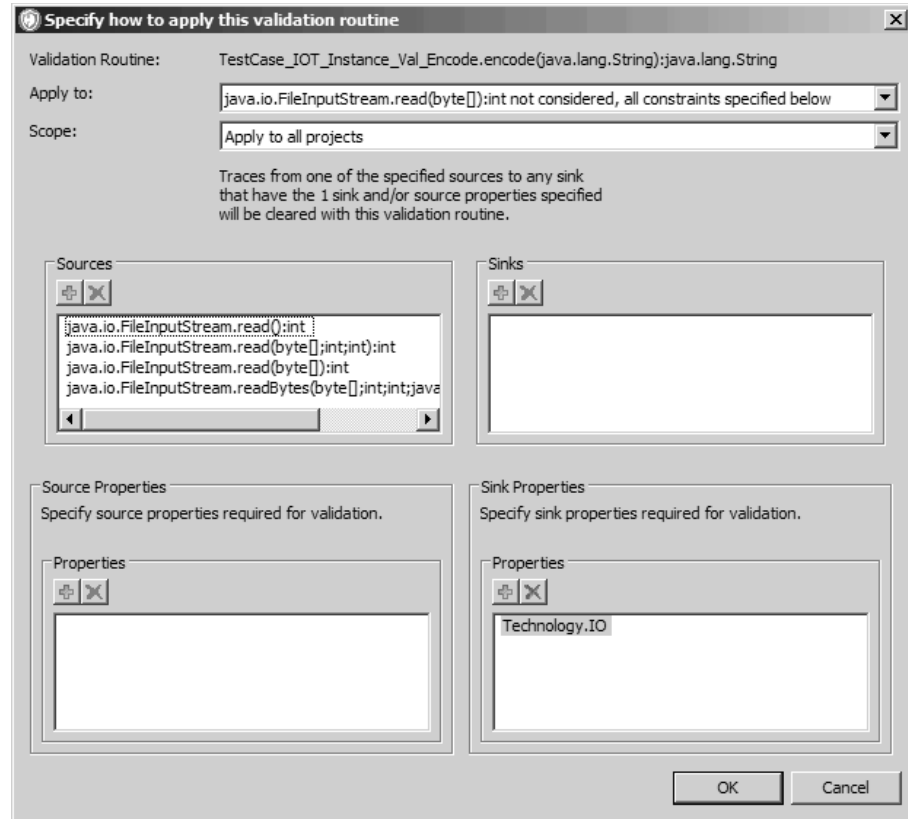 Specify how to apply this validation routine
Validation Routine: TestCase_IOT_Instance_Val_Encode.encode(java.lang.String):java.lang.String
Apply to: java.io.FileInputStream.read(byte[]):int not considered, all constraints specified below
Scope: Apply to all projects
Traces from one of the specified sources to any sink
that have the 1 sink and/or source properties specified
will be cleared with this validation routine.
Sources
java.io.FileInputStream.read():int
java.io.FileInputStream.read(byte[];int;int):int
java.io.FileInputStream.read(byte[]):int
java.io.FileInputStream.readBytes(byte[];int;int;java
Sinks
Source Properties
Specify source properties required for validation.
Properties
Sink Properties
Specify sink properties required for validation.
Properties
Technology.IO
OK Cancel